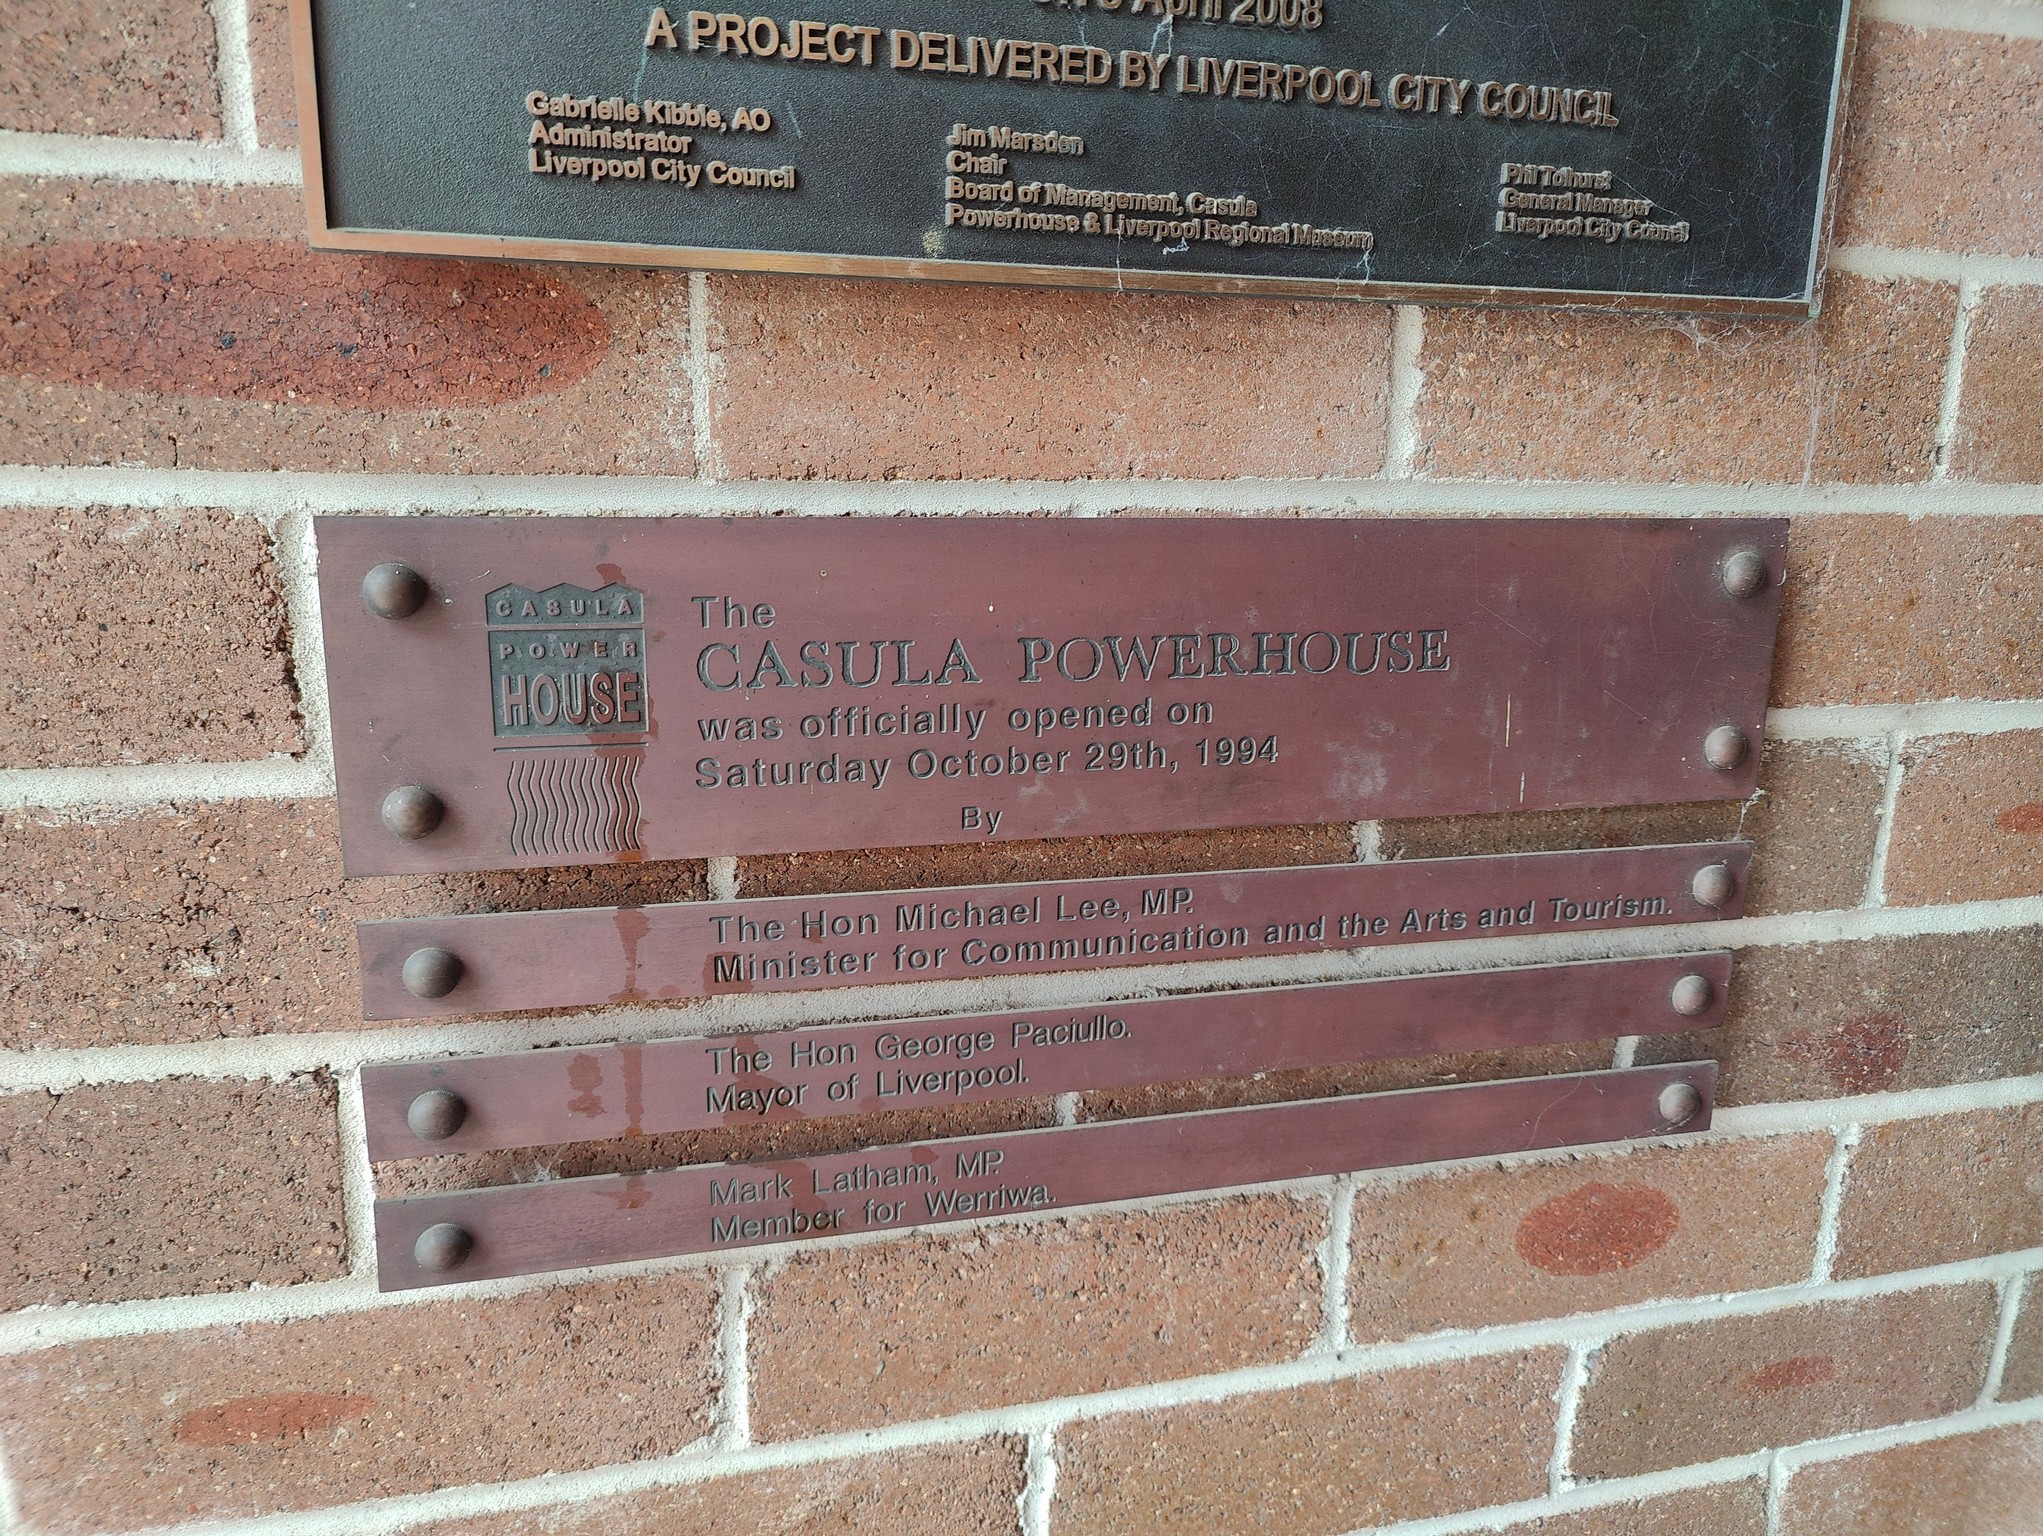 April 2008
A PROJECT DELIVERED BY LIVERPOOL CITY COUNCIL
Gabrielle Kibble, AO
Administrator
Liverpool City Council
Jim Marsden
Chair
Board of Management, Casula
Powerhouse & Liverpool Regional Museum
Phil Tolhurst
General Manager
Liverpool City Council
CASULA
POWER
HOUSE
The
CASULA POWERHOUSE
was officially opened on
Saturday October 29th, 1994
By
The Hon Michael Lee, MP.
Minister for Communication and the Arts and Tourism.
The Hon George Paciullo.
Mayor of Liverpool.
Mark Latham, MP.
Member for Werriwa.